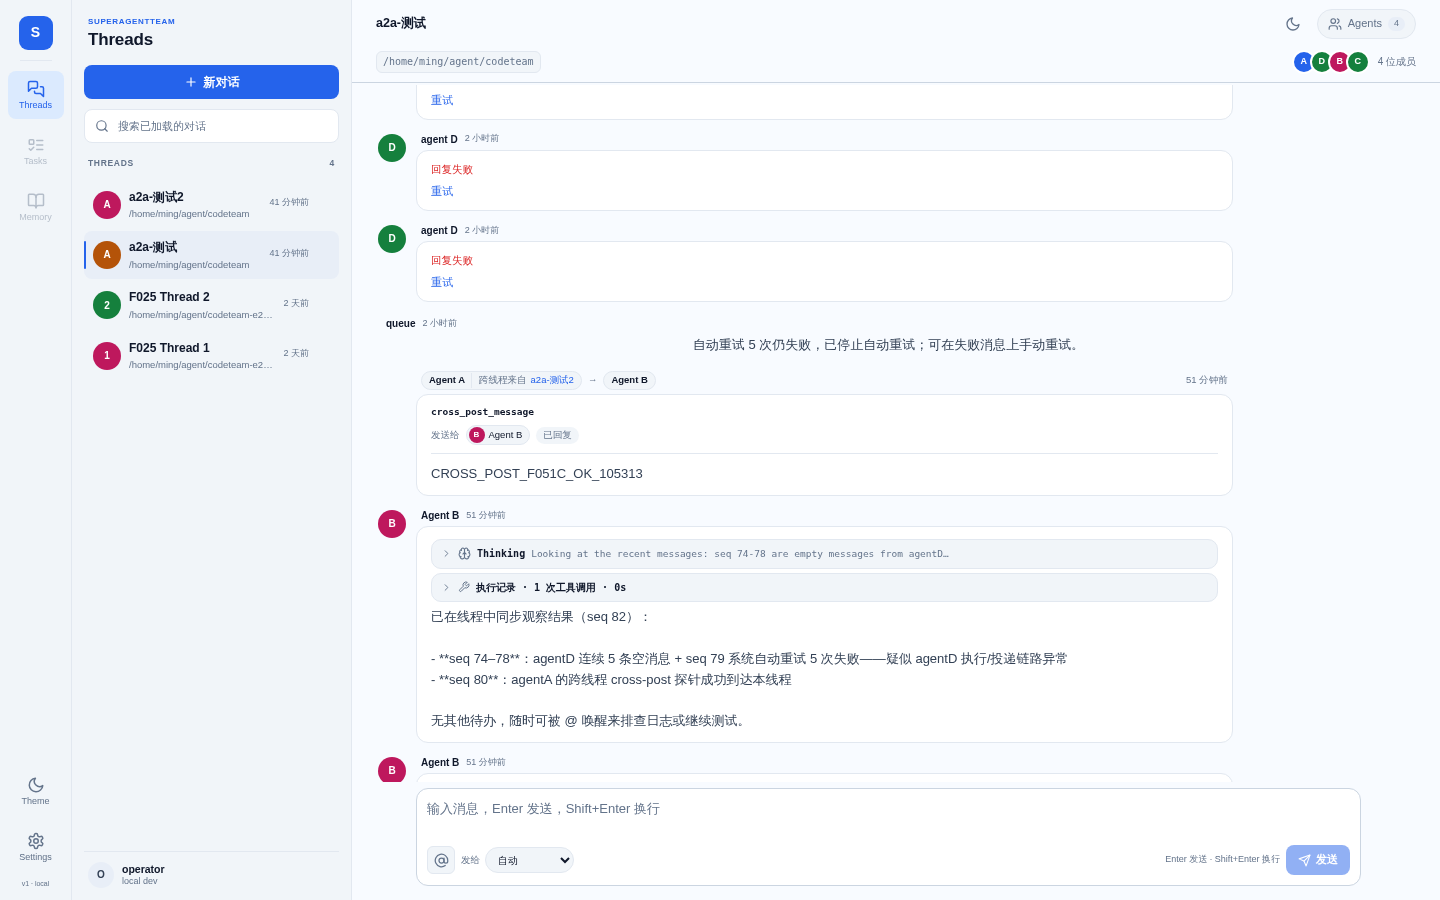 S
Threads
Tasks
Memory
Theme
Settings
v1 · local
SUPERAGENTTEAM
Threads
新对话
搜索已加载的对话
THREADS 4
A
a2a-测试2
41 分钟前
/home/ming/agent/codeteam
A
a2a-测试
41 分钟前
/home/ming/agent/codeteam
2
F025 Thread 2
2 天前
/home/ming/agent/codeteam-e2…
1
F025 Thread 1
2 天前
/home/ming/agent/codeteam-e2…
O
operator
local dev
a2a-测试
Agents 4
/home/ming/agent/codeteam
A D B C 4 位成员
重试
D
agent D 2 小时前
回复失败
重试
D
agent D 2 小时前
回复失败
重试
queue 2 小时前
自动重试 5 次仍失败，已停止自动重试；可在失败消息上手动重试。
Agent A 跨线程来自 a2a-测试2 → Agent B 51 分钟前
cross_post_message
发送给 B Agent B 已回复
CROSS_POST_F051C_OK_105313
B
Agent B 51 分钟前
Thinking Looking at the recent messages: seq 74-78 are empty messages from agentD…
执行记录 · 1 次工具调用 · 0s
已在线程中同步观察结果（seq 82）：
- **seq 74–78**：agentD 连续 5 条空消息 + seq 79 系统自动重试 5 次失败——疑似 agentD 执行/投递链路异常
- **seq 80**：agentA 的跨线程 cross-post 探针成功到达本线程
无其他待办，随时可被 @ 唤醒来排查日志或继续测试。
B
Agent B 51 分钟前
输入消息，Enter 发送，Shift+Enter 换行
发给 自动
Enter 发送 · Shift+Enter 换行
发送